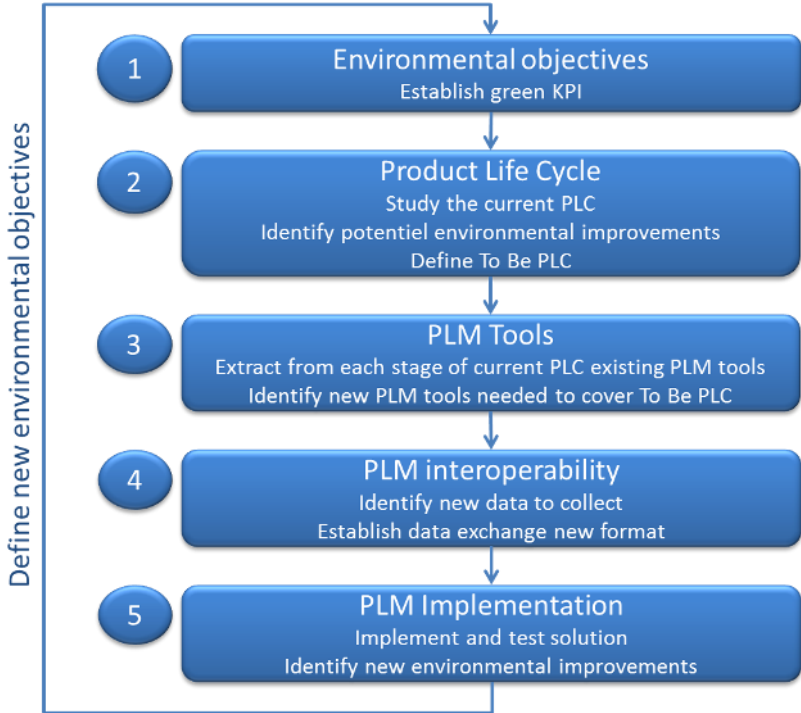 Define new environmental objectives
1
Environmental objectives
Establish green KPI
2
Product Life Cycle
Study the current PLC
Identify potentiel environmental improvements
Define To Be PLC
3
PLM Tools
Extract from each stage of current PLC existing PLM tools
Identify new PLM tools needed to cover To Be PLC
4
PLM interoperability
Identify new data to collect
Establish data exchange new format
5
PLM Implementation
Implement and test solution
Identify new environmental improvements